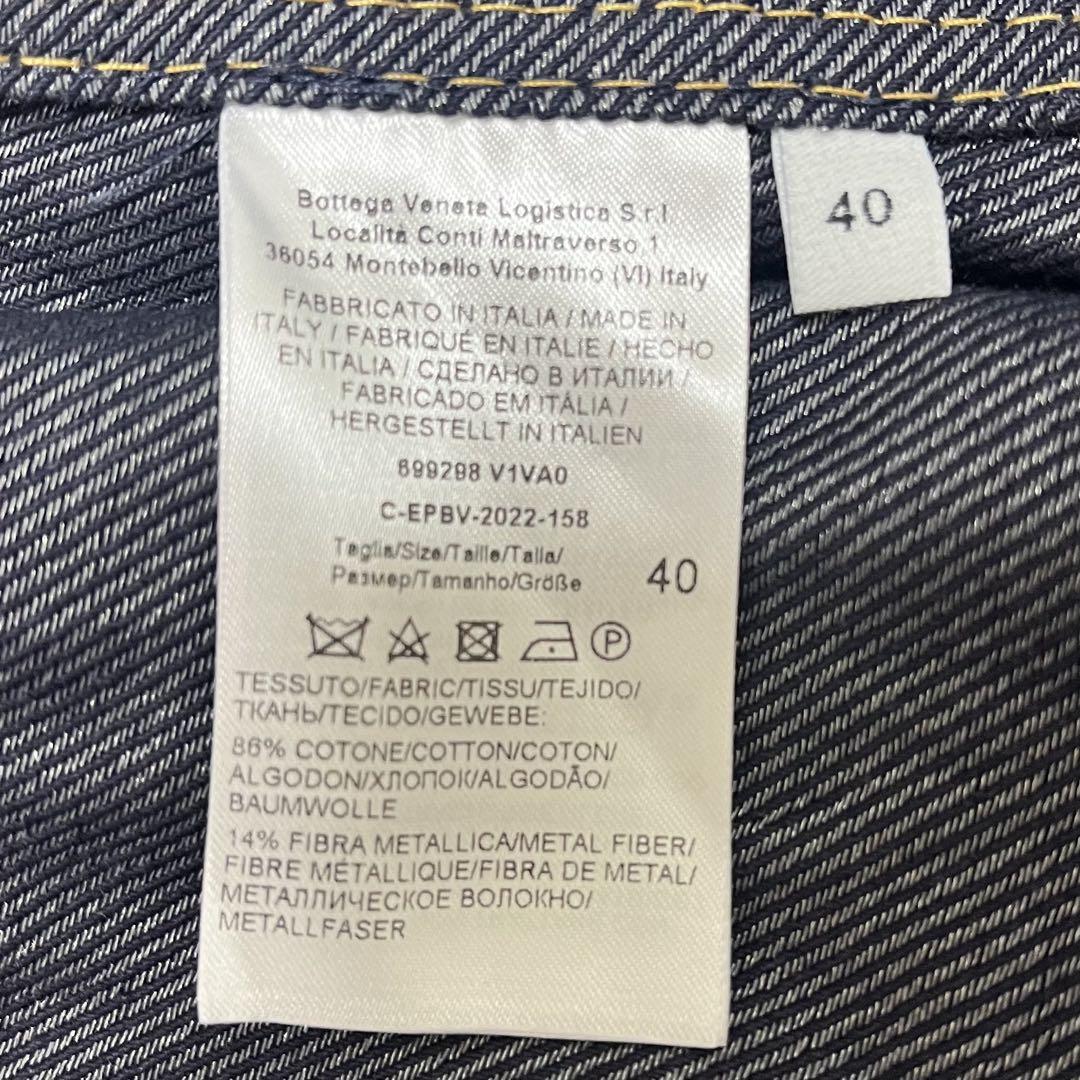 Bottega Veneta Logistica S.r.l
Località Conti Maltraverso 1
36054 Montebello Vicentino (VI) Italy
FABBRICATO IN ITALIA / MADE IN
ITALY / FABRIQUÉ EN ITALIE / HECHO
EN ITALIA / СДЕЛАНО В ИТАЛИИ /
FABRICADO EM ITÁLIA /
HERGESTELLT IN ITALIEN
699298 V1VA0
C-EPBV-2022-158
Taglia/Size/Taille/Talla/
Размер/Tamanho/Größe 40
P
TESSUTO/FABRIC/TISSU/TEJIDO/
ТКАНЬ/TECIDO/GEWEBE:
86% COTONE/COTTON/COTON/
ALGODON/ХЛОПОК/ALGODÃO/
BAUMWOLLE
14% FIBRA METALLICA/METAL FIBER/
FIBRE MÉTALLIQUE/FIBRA DE METAL/
МЕТАЛЛИЧЕСКОЕ ВОЛОКНО/
METALLFASER
40